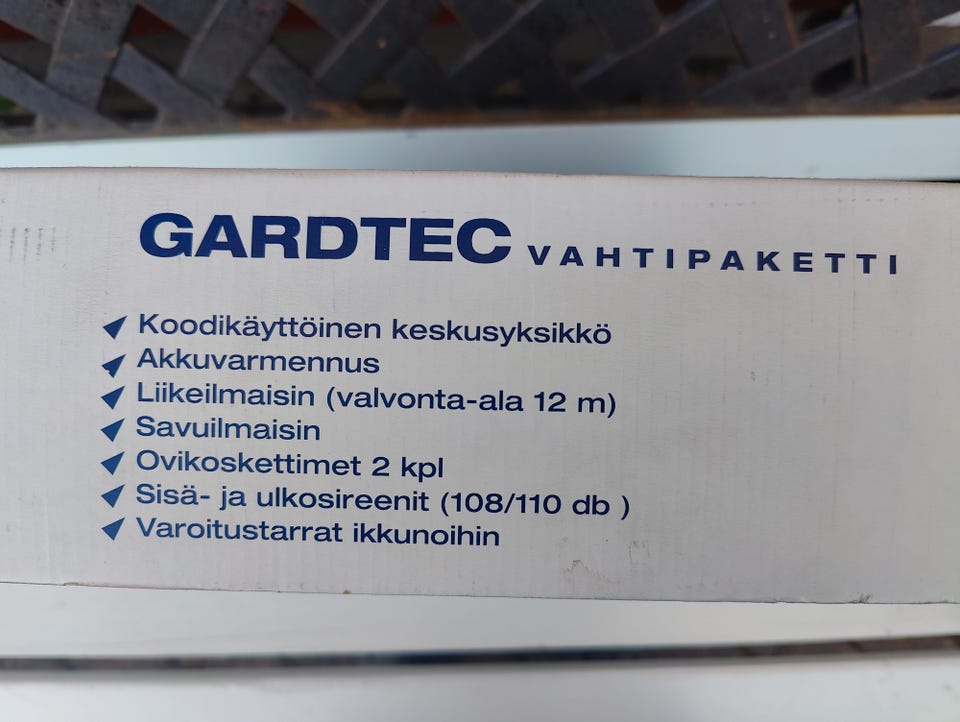 GARDTEC VAHTIPAKETTI
Koodikäyttöinen keskusyksikkö
Akkuvarmennus
Liikeilmaisin (valvonta-ala 12 m)
Savuilmaisin
Ovikoskettimet 2 kpl
Sisä- ja ulkosireenit (108/110 db )
Varoitustarrat ikkunoihin